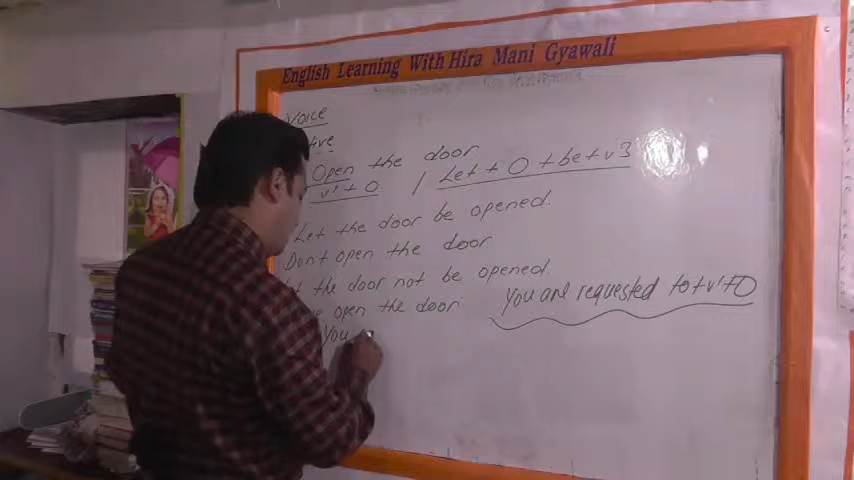 English Learning With Hira Mani Gyawali
Voice
Open the door
v¹ + O / Let + O + be + v3
Let the door be opened.
Don't open the door
the door not be opened.
open the door You are requested to+v¹+O
You